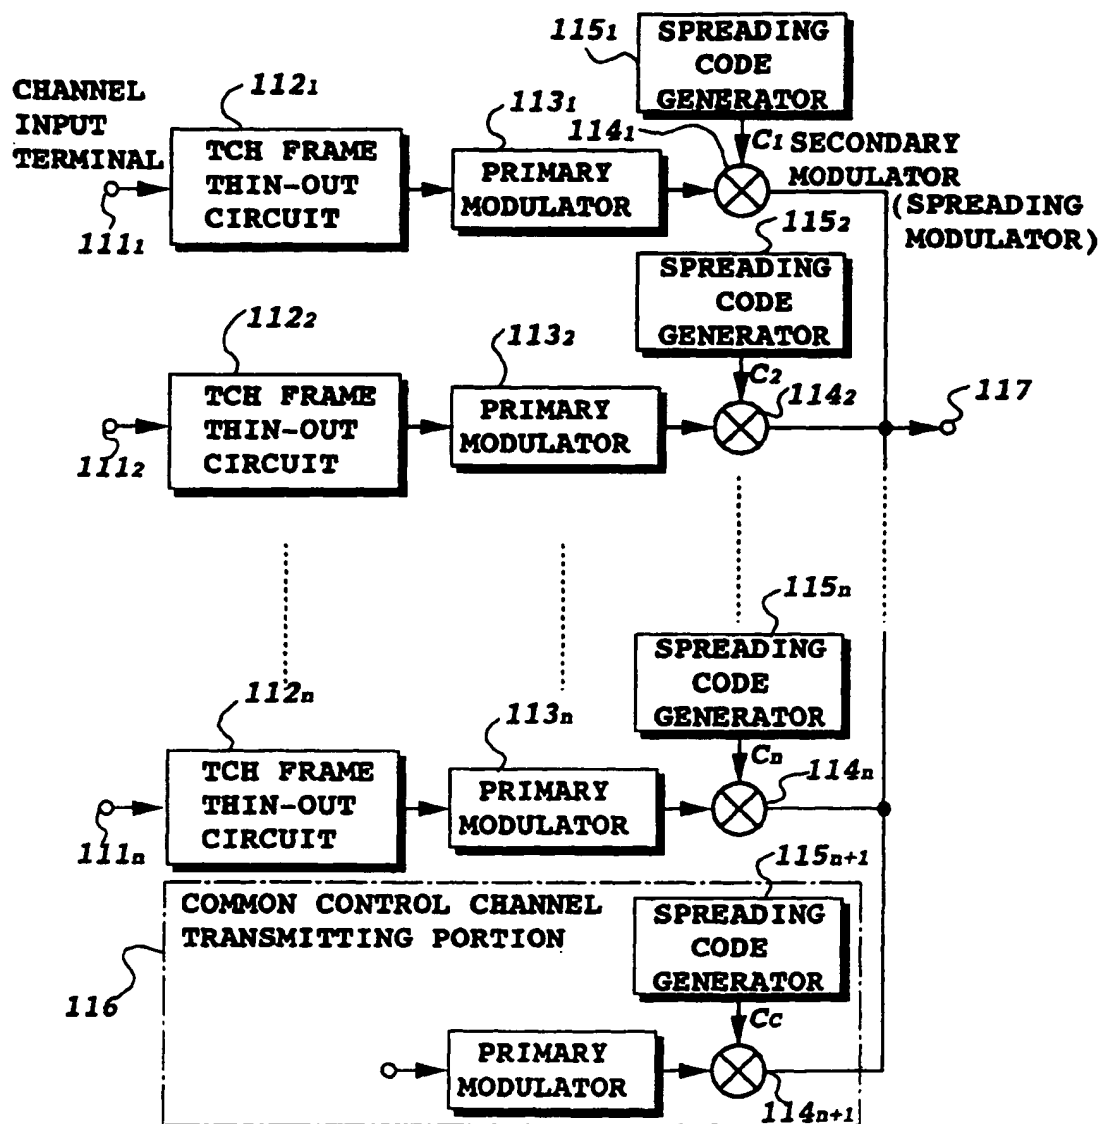 115₁
SPREADING
CODE
GENERATOR
CHANNEL
INPUT
TERMINAL
112₁
113₁
114₁
C₁
SECONDARY
MODULATOR
(SPREADING
MODULATOR)
TCH FRAME
THIN-OUT
CIRCUIT
PRIMARY
MODULATOR
111₁
115₂
SPREADING
CODE
GENERATOR
112₂
113₂
C₂
114₂
117
TCH FRAME
THIN-OUT
CIRCUIT
PRIMARY
MODULATOR
111₂
115n
SPREADING
CODE
GENERATOR
112n
113n
Cn
114n
TCH FRAME
THIN-OUT
CIRCUIT
PRIMARY
MODULATOR
111n
115n+1
COMMON CONTROL CHANNEL
TRANSMITTING PORTION
SPREADING
CODE
GENERATOR
116
Cc
PRIMARY
MODULATOR
114n+1